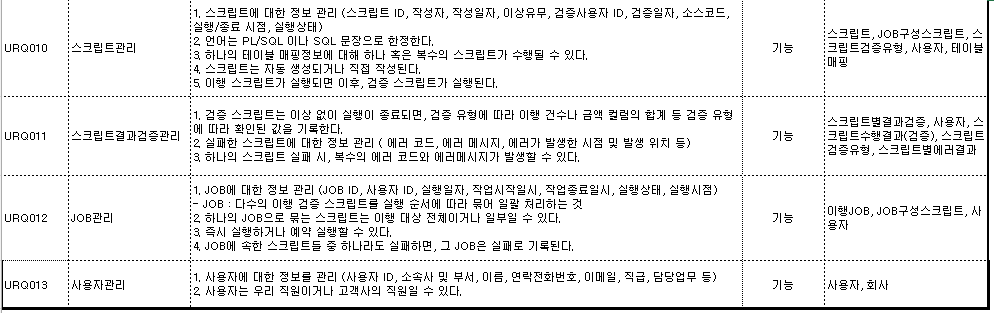 1. 스크립트에 대한 정보 관리 (스크립트 ID, 작성자, 작성일자, 이상유무, 검증사용자 ID, 검증일자, 소스코드,
실행/종료 시점, 실행상태)
2. 언어는 PL/SQL 이나 SQL 문장으로 한정한다.
URQ010 스크립트관리 3. 하나의 테이블 매핑정보에 대해 하나 혹은 복수의 스크립트가 수행될 수 있다. 기능
4. 스크립트는 자동 생성되거나 직접 작성된다.
5. 이행 스크립트가 실행되면 이후, 검증 스크립트가 실행된다.
스크립트, JOB구성스크립트, 스
크립트검증유형, 사용자, 테이블
매핑
1. 검증 스크립트는 이상 없이 실행이 종료되면, 검증 유형에 따라 이행 건수나 금액 컬럼의 합계 등 검증 유형
에 따라 확인된 값을 기록한다.
URQ011 스크립트결과검증관리 2. 실패한 스크립트에 대한 정보 관리 ( 에러 코드, 에러 메시지, 에러가 발생한 시점 및 발생 위치 등) 기능
3. 하나의 스크립트 실패 시, 복수의 에러 코드와 에러메시지가 발생할 수 있다.
스크립트별결과검증, 사용자, 스
크립트수행결과(검증), 스크립트
검증유형, 스크립트별에러결과
1. JOB에 대한 정보 관리 (JOB ID, 사용자 ID, 실행일자, 작업시작일시, 작업종료일시, 실행상태, 실행시점)
- JOB : 다수의 이행 검증 스크립트를 실행 순서에 따라 묶어 일괄 처리하는 것
URQ012 JOB관리 2. 하나의 JOB으로 묶는 스크립트는 이행 대상 전체이거나 일부일 수 있다. 기능
3. 즉시 실행하거나 예약 실행할 수 있다.
4. JOB에 속한 스크립트들 중 하나라도 실패하면, 그 JOB은 실패로 기록된다.
이행JOB, JOB구성스크립트, 사
용자
URQ013 사용자관리 1. 사용자에 대한 정보를 관리 (사용자 ID, 소속사 및 부서, 이름, 연락전화번호, 이메일, 직급, 담당업무 등) 기능 사용자, 회사
2. 사용자는 우리 직원이거나 고객사의 직원일 수 있다.